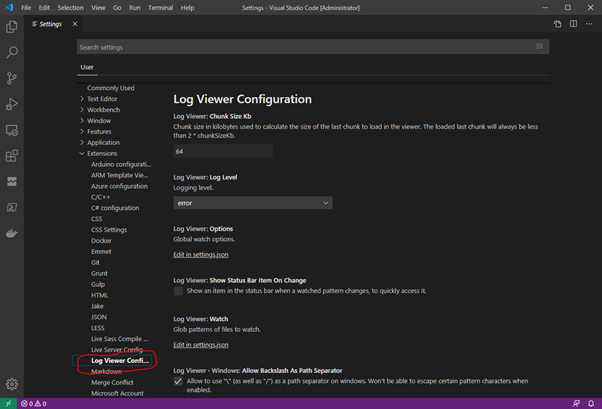 File Edit Selection View Go Run Terminal Help
Settings - Visual Studio Code [Administrator]
Settings
Search settings
User
Commonly Used
Text Editor
Workbench
Window
Features
Application
Extensions
Arduino configurati...
ARM Template Vie...
Azure configuration
C/C++
C# configuration
CSS
CSS Settings
Docker
Emmet
Git
Grunt
Gulp
HTML
Jake
JSON
LESS
Live Sass Compile ...
Live Server Config
Log Viewer Confi...
Markdown
Merge Conflict
Microsoft Account
Log Viewer Configuration
Log Viewer: Chunk Size Kb
Chunk size in kilobytes used to calculate the size of the last chunk to load in the viewer. The loaded last chunk will always be less
than 2 * chunkSizeKb.
64
Log Viewer: Log Level
Logging level.
error
Log Viewer: Options
Global watch options.
Edit in settings.json
Log Viewer: Show Status Bar Item On Change
Show an item in the status bar when a watched pattern changes, to quickly access it.
Log Viewer: Watch
Glob patterns of files to watch.
Edit in settings.json
Log Viewer › Windows: Allow Backslash As Path Separator
Allow to use "\" (as well as "/") as a path separator on windows. Won't be able to escape certain pattern characters when
enabled.
0 0